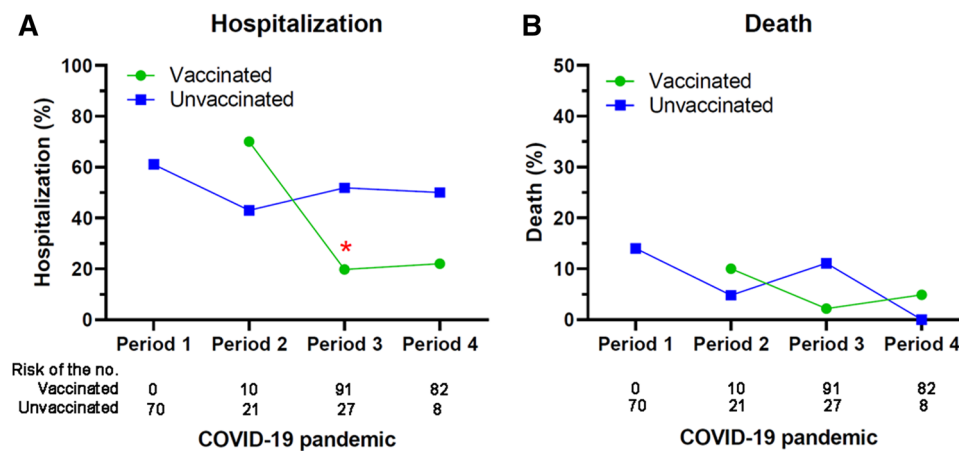 A
Hospitalization
Hospitalization (%)
100
80
60
40
20
0
Vaccinated
Unvaccinated
*
Period 1 Period 2 Period 3 Period 4
Risk of the no.
Vaccinated 0 10 91 82
Unvaccinated 70 21 27 8
COVID-19 pandemic
B
Death
Death (%)
50
40
30
20
10
0
Vaccinated
Unvaccinated
Period 1 Period 2 Period 3 Period 4
0 10 91 82
70 21 27 8
COVID-19 pandemic